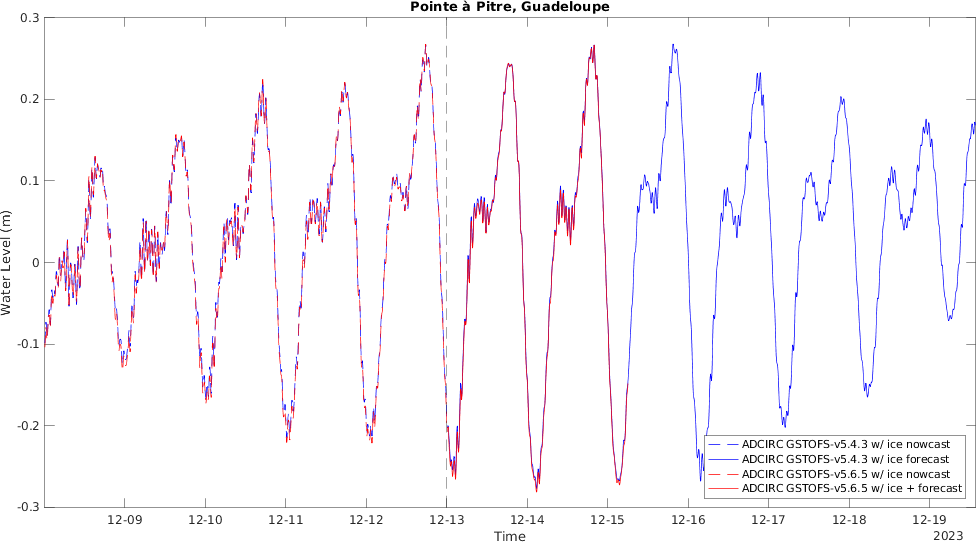 Pointe à Pitre, Guadeloupe
0.3
0.2
0.1
0
-0.1
-0.2
-0.3
Water Level (m)
ADCIRC GSTOFS-v5.4.3 w/ ice nowcast
ADCIRC GSTOFS-v5.4.3 w/ ice forecast
ADCIRC GSTOFS-v5.6.5 w/ ice nowcast
ADCIRC GSTOFS-v5.6.5 w/ ice + forecast
12-09 12-10 12-11 12-12 12-13 12-14 12-15 12-16 12-17 12-18 12-19
Time
2023